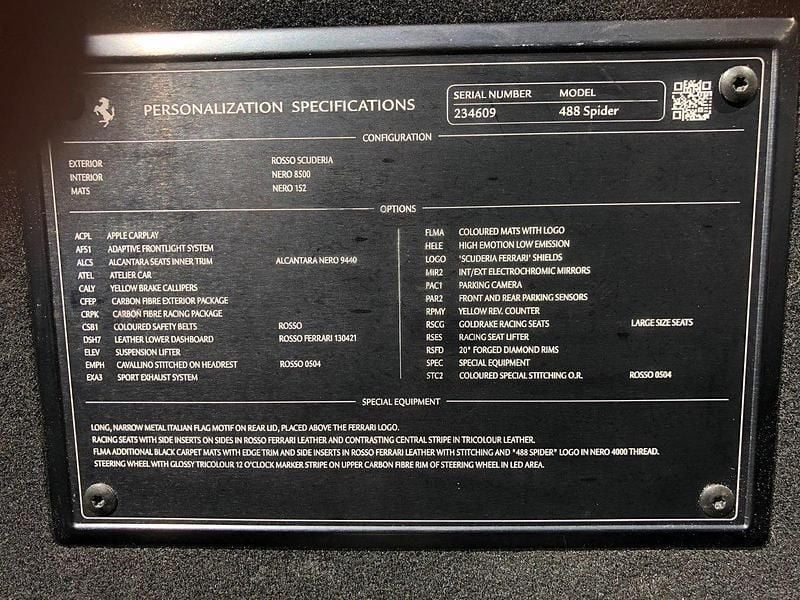 PERSONALIZATION SPECIFICATIONS
SERIAL NUMBER MODEL
234609 488 Spider
CONFIGURATION
EXTERIOR ROSSO SCUDERIA
INTERIOR NERO 8500
MATS NERO 152
OPTIONS
ACPL APPLE CARPLAY
AFS1 ADAPTIVE FRONTLIGHT SYSTEM
ALCS ALCANTARA SEATS INNER TRIM ALCANTARA NERO 9440
ATEL ATELIER CAR
CALY YELLOW BRAKE CALLIPERS
CFEP CARBON FIBRE EXTERIOR PACKAGE
CRPK CARBON FIBRE RACING PACKAGE
CSB1 COLOURED SAFETY BELTS ROSSO
DSH7 LEATHER LOWER DASHBOARD ROSSO FERRARI 130421
ELEV SUSPENSION LIFTER
EMPH CAVALLINO STITCHED ON HEADREST ROSSO 0504
EXA3 SPORT EXHAUST SYSTEM
FLMA COLOURED MATS WITH LOGO
HELE HIGH EMOTION LOW EMISSION
LOGO 'SCUDERIA FERRARI' SHIELDS
MIR2 INT/EXT ELECTROCHROMIC MIRRORS
PAC1 PARKING CAMERA
PAR2 FRONT AND REAR PARKING SENSORS
RPMY YELLOW REV. COUNTER
RSCG GOLDRAKE RACING SEATS LARGE SIZE SEATS
RSES RACING SEAT LIFTER
RSFD 20" FORGED DIAMOND RIMS
SPEC SPECIAL EQUIPMENT
STC2 COLOURED SPECIAL STITCHING O.R. ROSSO 0504
SPECIAL EQUIPMENT
LONG, NARROW METAL ITALIAN FLAG MOTIF ON REAR LID, PLACED ABOVE THE FERRARI LOGO.
RACING SEATS WITH SIDE INSERTS ON SIDES IN ROSSO FERRARI LEATHER AND CONTRASTING CENTRAL STRIPE IN TRICOLOUR LEATHER.
FLMA ADDITIONAL BLACK CARPET MATS WITH EDGE TRIM AND SIDE INSERTS IN ROSSO FERRARI LEATHER WITH STITCHING AND "488 SPIDER" LOGO IN NERO 4000 THREAD.
STEERING WHEEL WITH GLOSSY TRICOLOUR 12 O'CLOCK MARKER STRIPE ON UPPER CARBON FIBRE RIM OF STEERING WHEEL IN LED AREA.